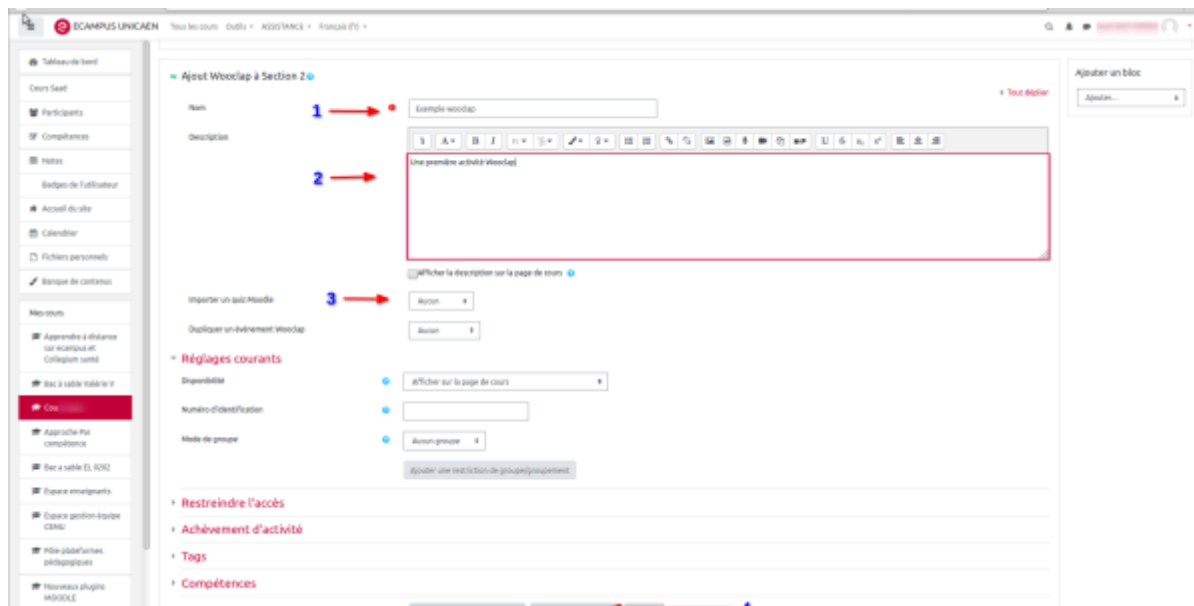 ECAMPUS UNICAEN Tous les cours Outils ASSISTANCE Français (fr)
Tableau de bord
Cours Saad
Participants
Compétences
Notes
Badges de l'utilisateur
Accueil du site
Calendrier
Fichiers personnels
Banque de contenus
Mes cours
Apprendre à distance
sur ecampus et
Collegium santé
Bac à sable Valérie V
Cou
Approche Par
compétence
Bac a sable EL
Espace enseignants
Espace gestion équipe
CEMU
Pôle plateformes
pédagogiques
Nouveaux plugins
MOODLE
Ajout Wooclap à Section 2
Tout déplier
Nom
1
Exemple wooclap
Description
2
Une première activité Wooclap
Afficher la description sur la page de cours
Importer un quiz Moodle
3
Aucun
Dupliquer un événement Wooclap
Aucun
Réglages courants
Disponibilité
Afficher sur la page de cours
Numéro d'identification
Mode de groupe
Aucun groupe
Ajouter une restriction de groupe/groupement
Restreindre l'accès
Achèvement d'activité
Tags
Compétences
Ajouter un bloc
Ajouter...